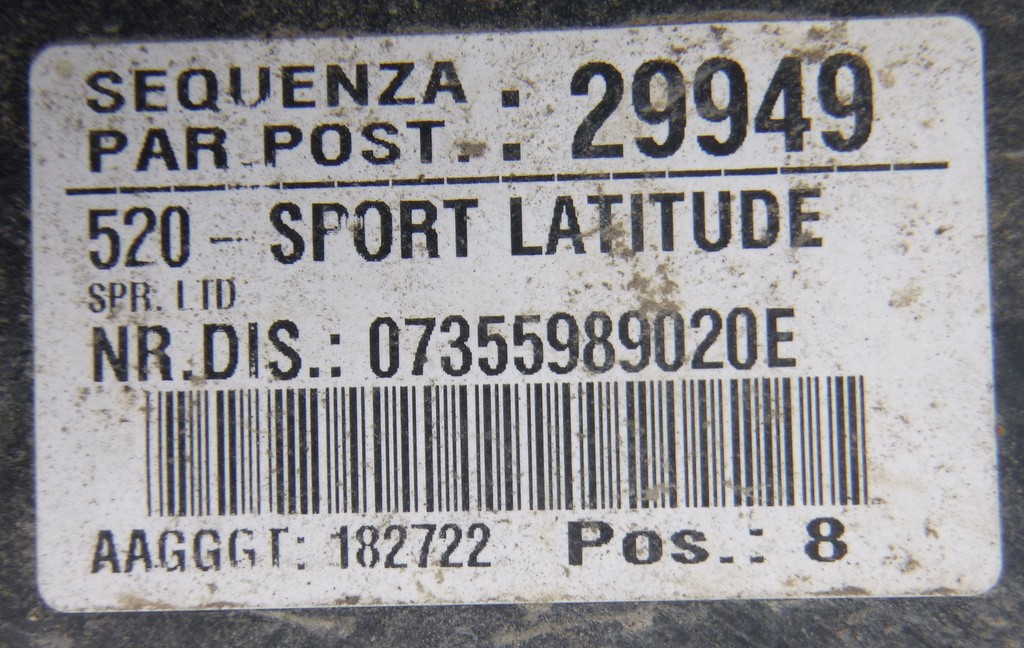 SEQUENZA
PAR POST. : 29949
520 - SPORT LATITUDE
SPR. LTD
NR.DIS.: 07355989020E
AAGGGT: 182722 Pos.: 8